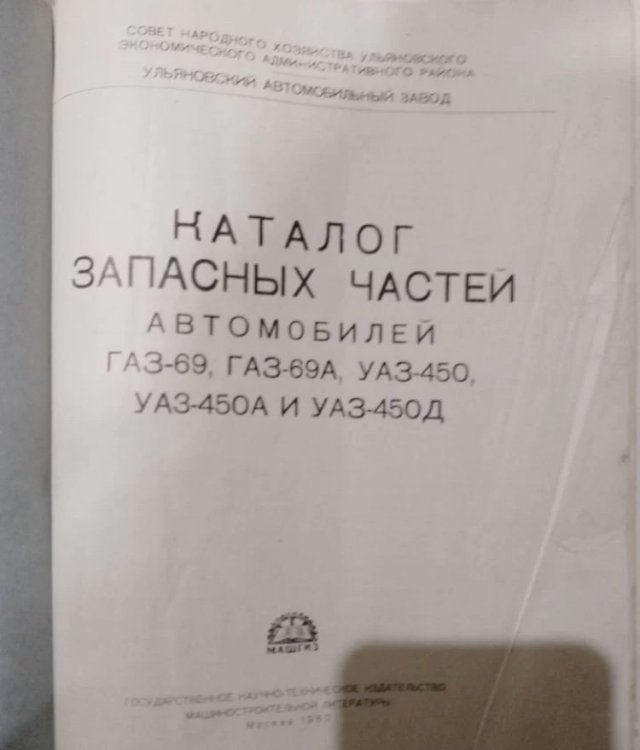 СОВЕТ НАРОДНОГО ХОЗЯЙСТВА УЛЬЯНОВСКОГО
ЭКОНОМИЧЕСКОГО АДМИНИСТРАТИВНОГО РАЙОНА
УЛЬЯНОВСКИЙ АВТОМОБИЛЬНЫЙ ЗАВОД
КАТАЛОГ
ЗАПАСНЫХ ЧАСТЕЙ
АВТОМОБИЛЕЙ
ГАЗ-69, ГАЗ-69А, УАЗ-450,
УАЗ-450А И УАЗ-450Д
МАШГИЗ
ГОСУДАРСТВЕННОЕ НАУЧНО-ТЕХНИЧЕСКОЕ ИЗДАТЕЛЬСТВО
МАШИНОСТРОИТЕЛЬНОЙ ЛИТЕРАТУРЫ
Москва